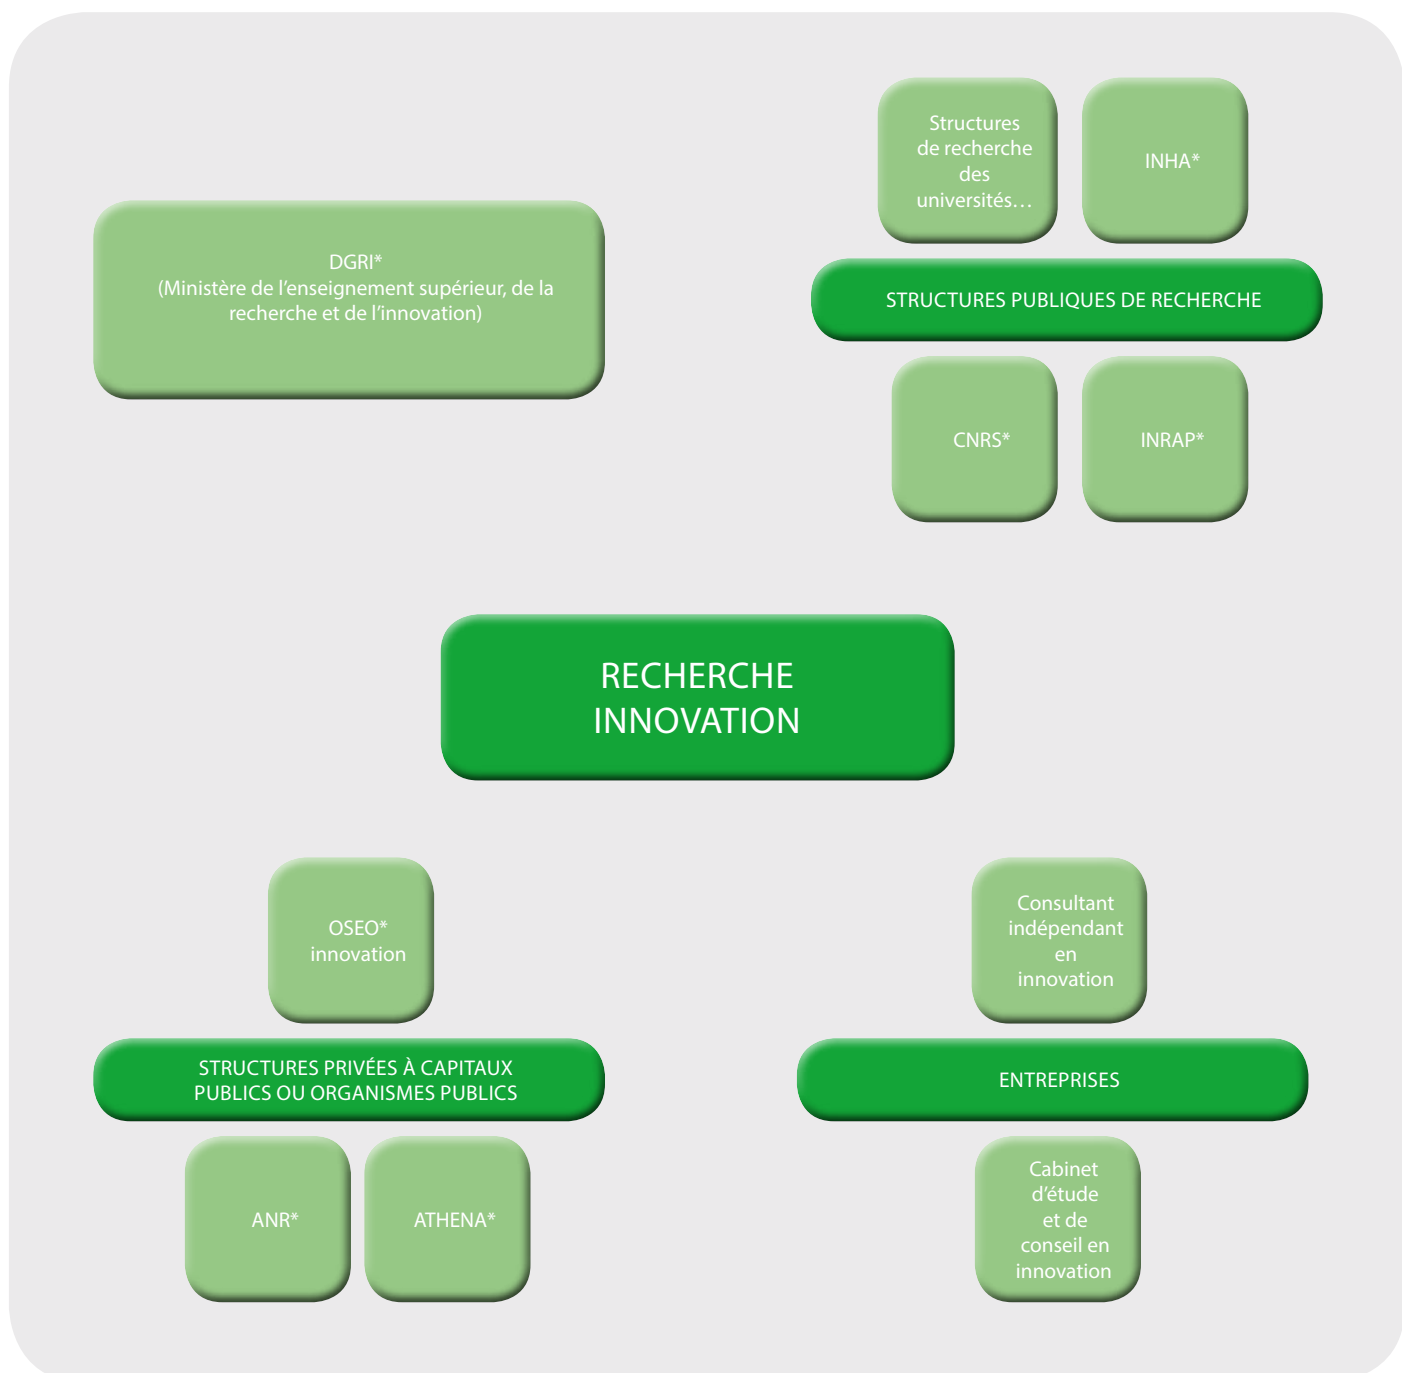 Structures
de recherche
des
universités…
INHA*
DGRI*
(Ministère de l’enseignement supérieur, de la
recherche et de l’innovation)
STRUCTURES PUBLIQUES DE RECHERCHE
CNRS*
INRAP*
RECHERCHE
INNOVATION
OSEO*
innovation
STRUCTURES PRIVÉES À CAPITAUX
PUBLICS OU ORGANISMES PUBLICS
ANR*
ATHENA*
Consultant
indépendant
en
innovation
ENTREPRISES
Cabinet
d’étude
et de
conseil en
innovation